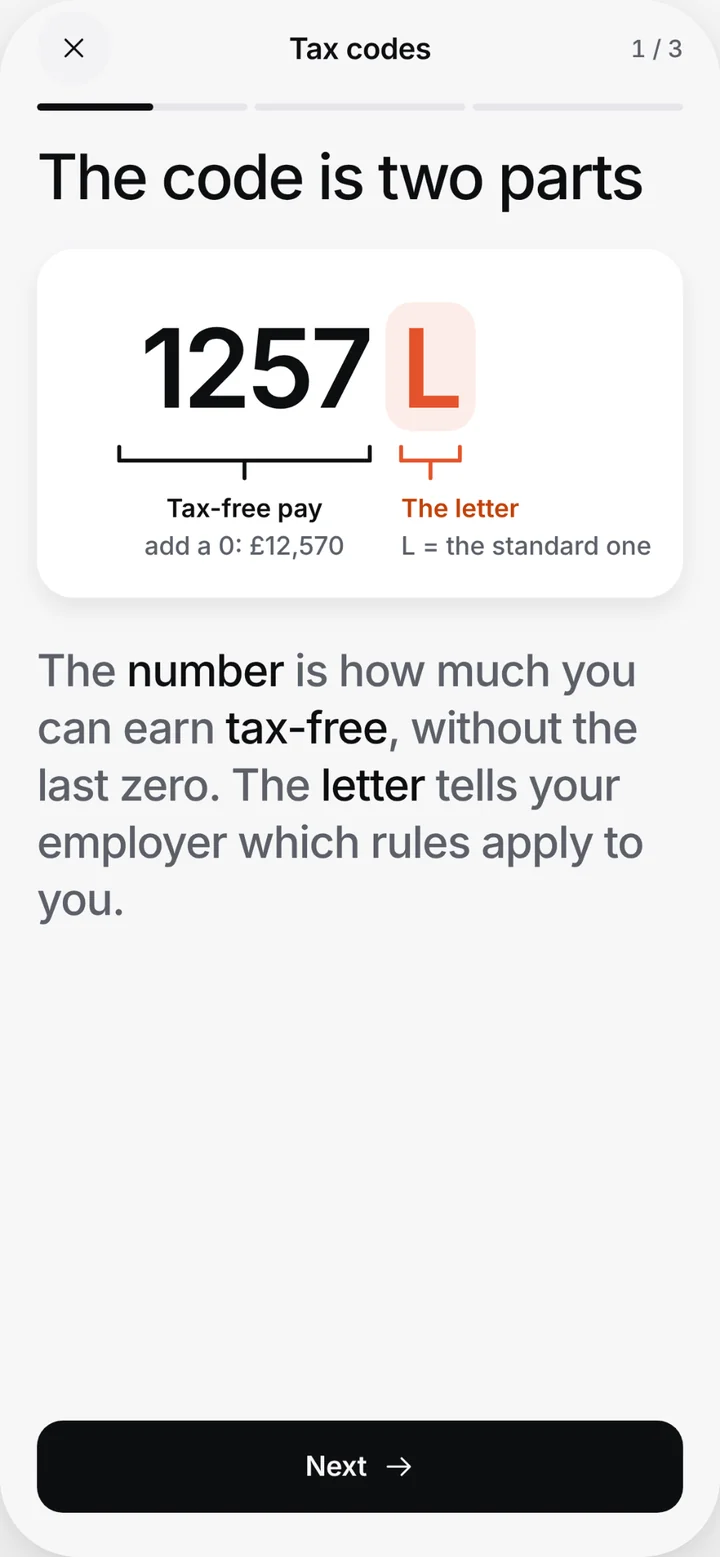 Tax codes
1 / 3
The code is two parts
1257 L
Tax-free pay
add a 0: £12,570
The letter
L = the standard one
The number is how much you
can earn tax-free, without the
last zero. The letter tells your
employer which rules apply to
you.
Next →